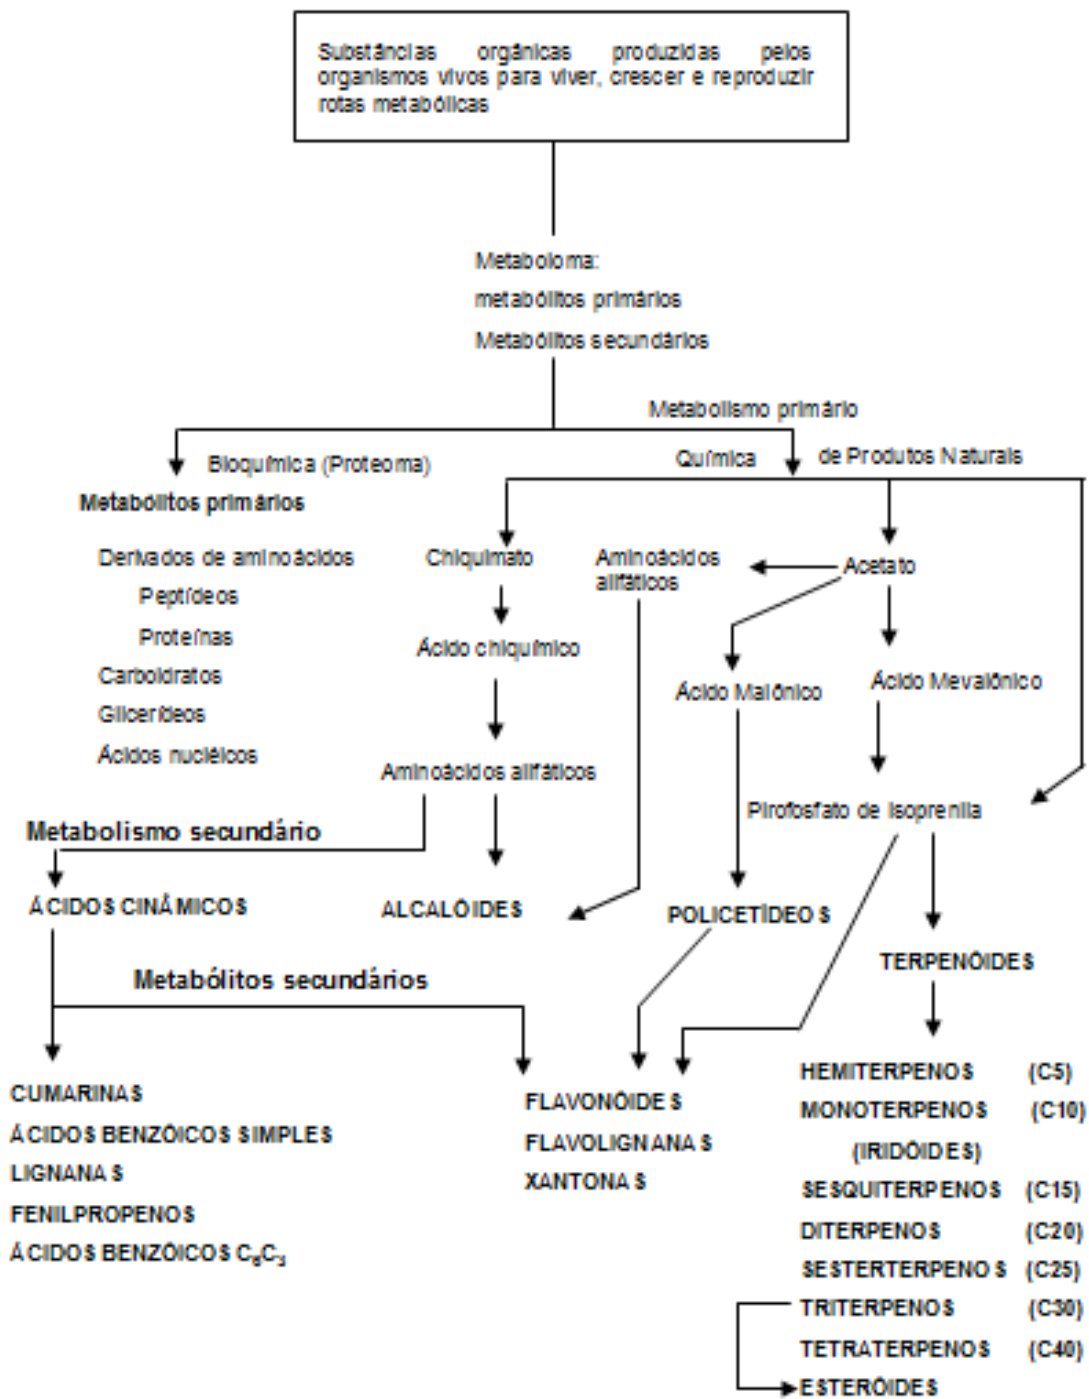 Substâncias orgânicas produzidas pelos
organismos vivos para viver, crescer e reproduzir
rotas metabólicas
Metaboloma:
metabólitos primários
Metabólitos secundários
Metabolismo primário
Bioquímica (Proteoma)
Química de Produtos Naturais
Metabólitos primários
Derivados de aminoácidos
Peptídeos
Proteínas
Carboidratos
Glicerídeos
Ácidos nucléicos
Chiquimato
Aminoácidos
alifáticos
Acetato
Ácido chiquímico
Ácido Malônico
Ácido Mevalônico
Aminoácidos alifáticos
Pirofosfato de Isoprenila
Metabolismo secundário
ÁCIDOS CINÂMICOS
ALCALÓIDES
POLICETÍDEOS
TERPENÓIDES
Metabólitos secundários
CUMARINAS
ÁCIDOS BENZÓICOS SIMPLES
LIGNANAS
FENILPROPENOS
ÁCIDOS BENZÓICOS C₆C₃
FLAVONÓIDES
FLAVOLIGNANAS
XANTONAS
HEMITERPENOS (C5)
MONOTERPENOS (C10)
(IRIDÓIDES)
SESQUITERPENOS (C15)
DITERPENOS (C20)
SESTERTERPENOS (C25)
TRITERPENOS (C30)
TETRATERPENOS (C40)
ESTERÓIDES